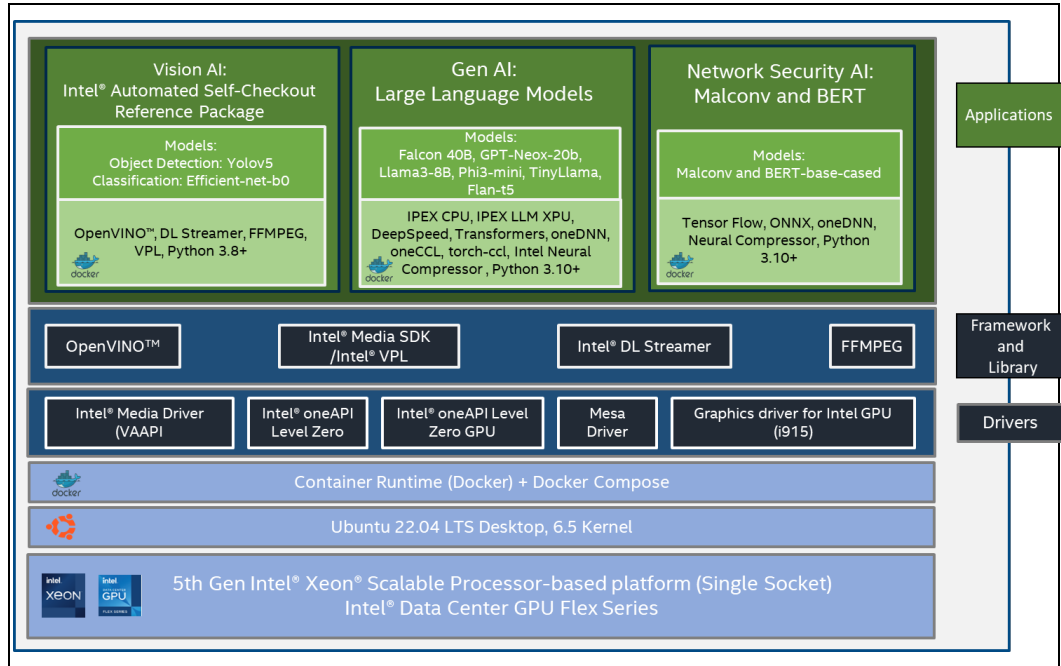 Vision AI:
Intel® Automated Self-Checkout
Reference Package
Models:
Object Detection: Yolov5
Classification: Efficient-net-b0
OpenVINO™, DL Streamer, FFMPEG,
VPL, Python 3.8+
docker
Gen AI:
Large Language Models
Models:
Falcon 40B, GPT-Neox-20b,
Llama3-8B, Phi3-mini, TinyLlama,
Flan-t5
IPEX CPU, IPEX LLM XPU,
DeepSpeed, Transformers, oneDNN,
oneCCL, torch-ccl, Intel Neural
Compressor , Python 3.10+
docker
Network Security AI:
Malconv and BERT
Models:
Malconv and BERT-base-cased
Tensor Flow, ONNX, oneDNN,
Neural Compressor, Python
3.10+
docker
Applications
OpenVINO™
Intel® Media SDK
/Intel® VPL
Intel® DL Streamer
FFMPEG
Framework
and
Library
Intel® Media Driver
(VAAPI
Intel® oneAPI
Level Zero
Intel® oneAPI Level
Zero GPU
Mesa
Driver
Graphics driver for Intel GPU
(i915)
Drivers
docker
Container Runtime (Docker) + Docker Compose
Ubuntu 22.04 LTS Desktop, 6.5 Kernel
intel
XEON
intel
DATA CENTER
GPU
FLEX SERIES
5th Gen Intel® Xeon® Scalable Processor-based platform (Single Socket)
Intel® Data Center GPU Flex Series